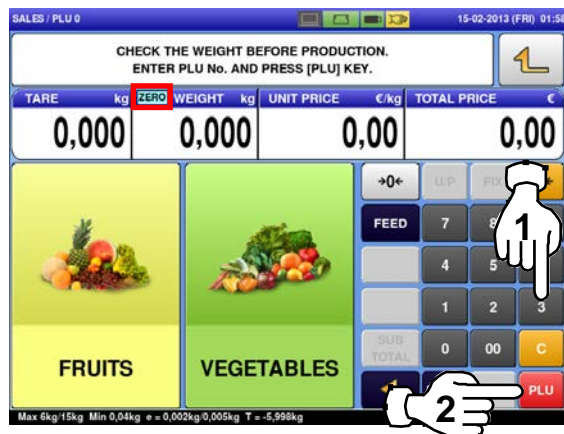 SALES / PLU 0
15-02-2013 (FRI) 01:58
CHECK THE WEIGHT BEFORE PRODUCTION.
ENTER PLU No. AND PRESS [PLU] KEY.
TARE kg ZERO WEIGHT kg UNIT PRICE €/kg TOTAL PRICE €
0,000 0,000 0,00 0,00
→0← U/P FIX
FEED 7 8
1
4 5
1 2 3
SUB TOTAL 0 00 C
FRUITS VEGETABLES
2
PLU
Max 6kg/15kg Min 0,04kg e = 0,002kg/0,005kg T = -5,998kg